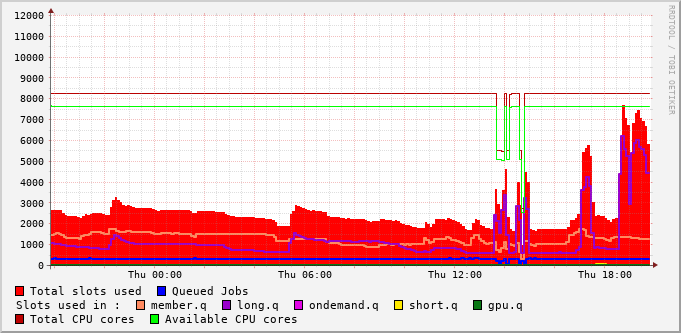 12000
11000
10000
9000
8000
7000
6000
5000
4000
3000
2000
1000
0
Thu 00:00 Thu 06:00 Thu 12:00 Thu 18:00
RRDTOOL / TOBI OETIKER
Total slots used Queued Jobs
Slots used in : member.q long.q ondemand.q short.q gpu.q
Total CPU cores Available CPU cores